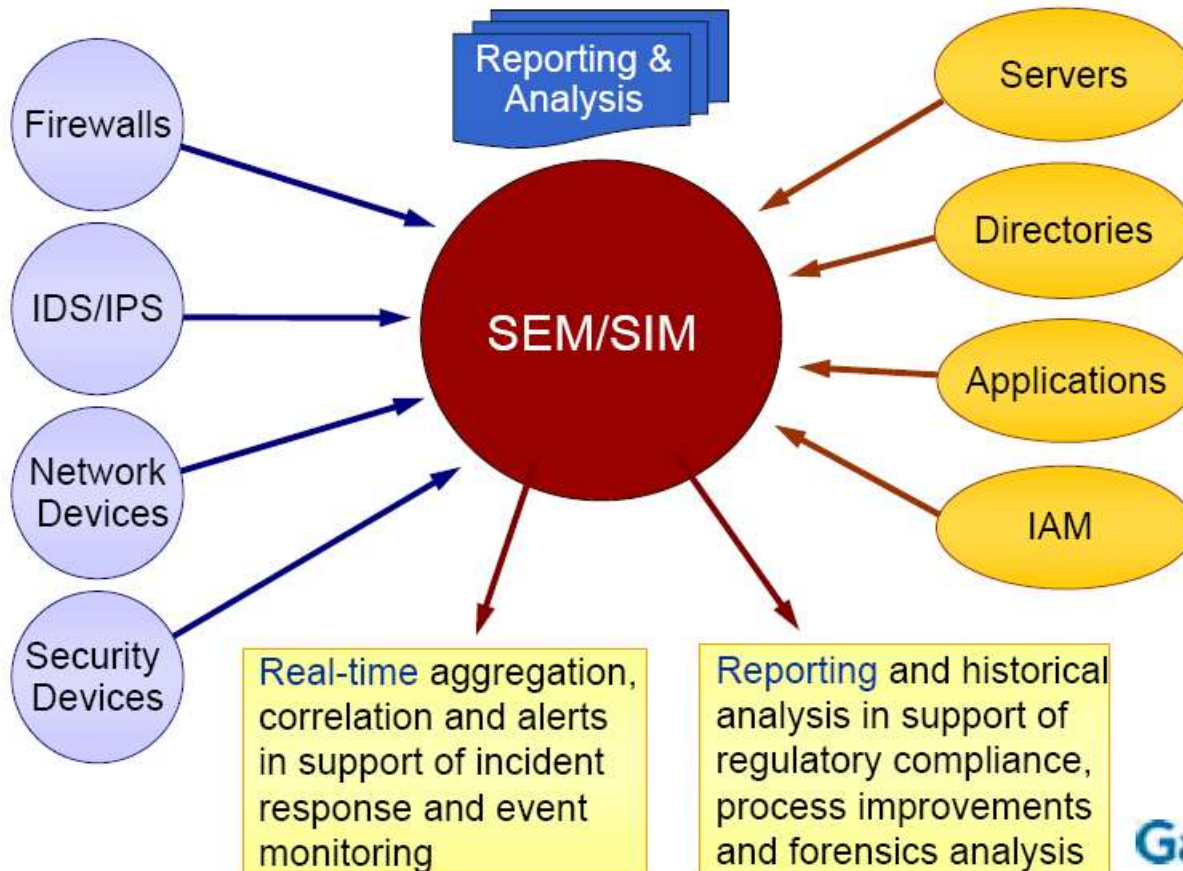 Reporting &
Analysis
Firewalls
IDS/IPS
Network
Devices
Security
Devices
SEM/SIM
Servers
Directories
Applications
IAM
Real-time aggregation,
correlation and alerts
in support of incident
response and event
monitoring
Reporting and historical
analysis in support of
regulatory compliance,
process improvements
and forensics analysis